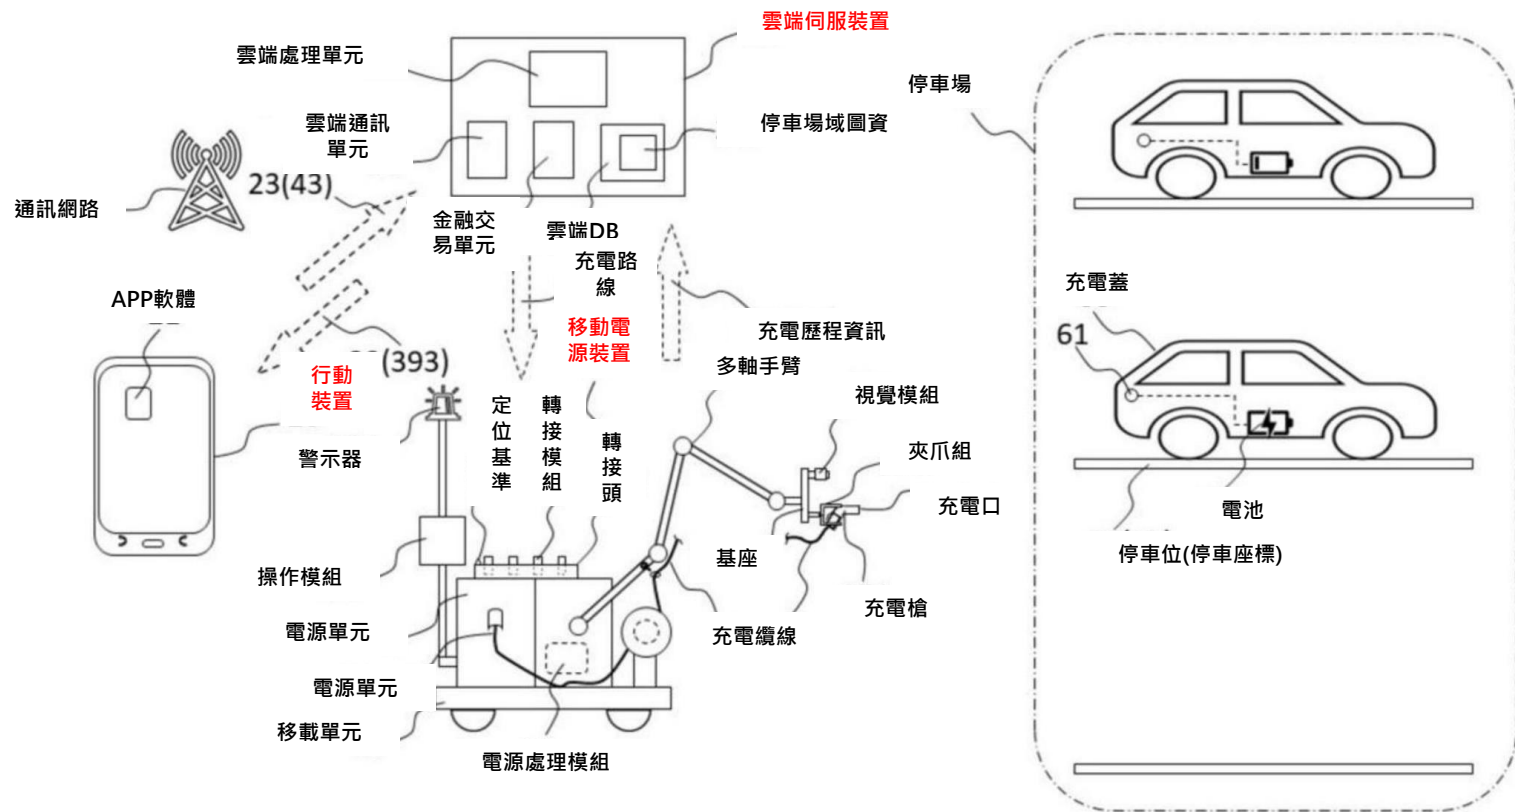 雲端伺服裝置
雲端處理單元
停車場
雲端通訊
單元
停車場域圖資
23(43)
通訊網路
金融交
易單元
雲端DB
充電路
線
充電蓋
APP軟體
移動電
源裝置
充電歷程資訊
61
(393)
行動
裝置
多軸手臂
視覺模組
定位基準
轉接模組
轉接頭
警示器
夾爪組
充電口
電池
基座
停車位(停車座標)
操作模組
充電槍
電源單元
充電纜線
電源單元
移載單元
電源處理模組